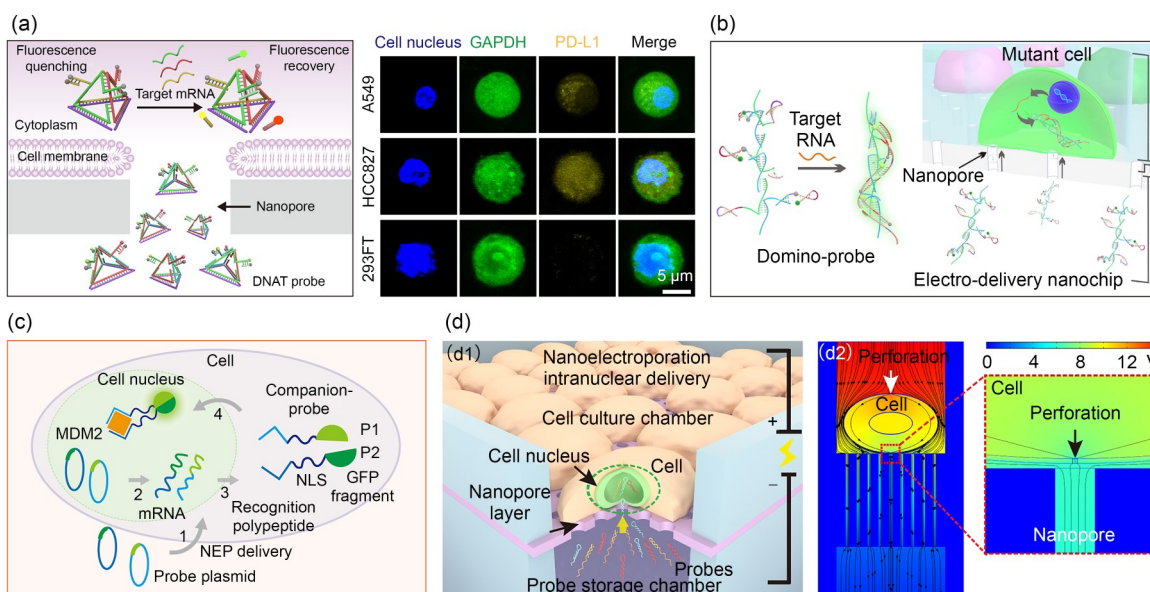 (a)
Fluorescence
quenching
Fluorescence
recovery
Target mRNA
Cytoplasm
Cell membrane
Nanopore
DNAT probe
Cell nucleus
GAPDH
PD-L1
Merge
A549
HCC827
293FT
5 μm
(b)
Mutant cell
Target
RNA
Nanopore
Domino-probe
Electro-delivery nanochip
(c)
Cell
Cell nucleus
Companion-
probe
4
MDM2
P1
P2
NLS
GFP
fragment
2
mRNA
3
Recognition
polypeptide
1
NEP delivery
Probe plasmid
(d)
(d1)
Nanoelectroporation
intranuclear delivery
Cell culture chamber
+
Cell nucleus
Cell
−
Nanopore
layer
Probes
Probe storage chamber
(d2)
Perforation
Cell
0 4 8 12 V
Cell
Perforation
Nanopore